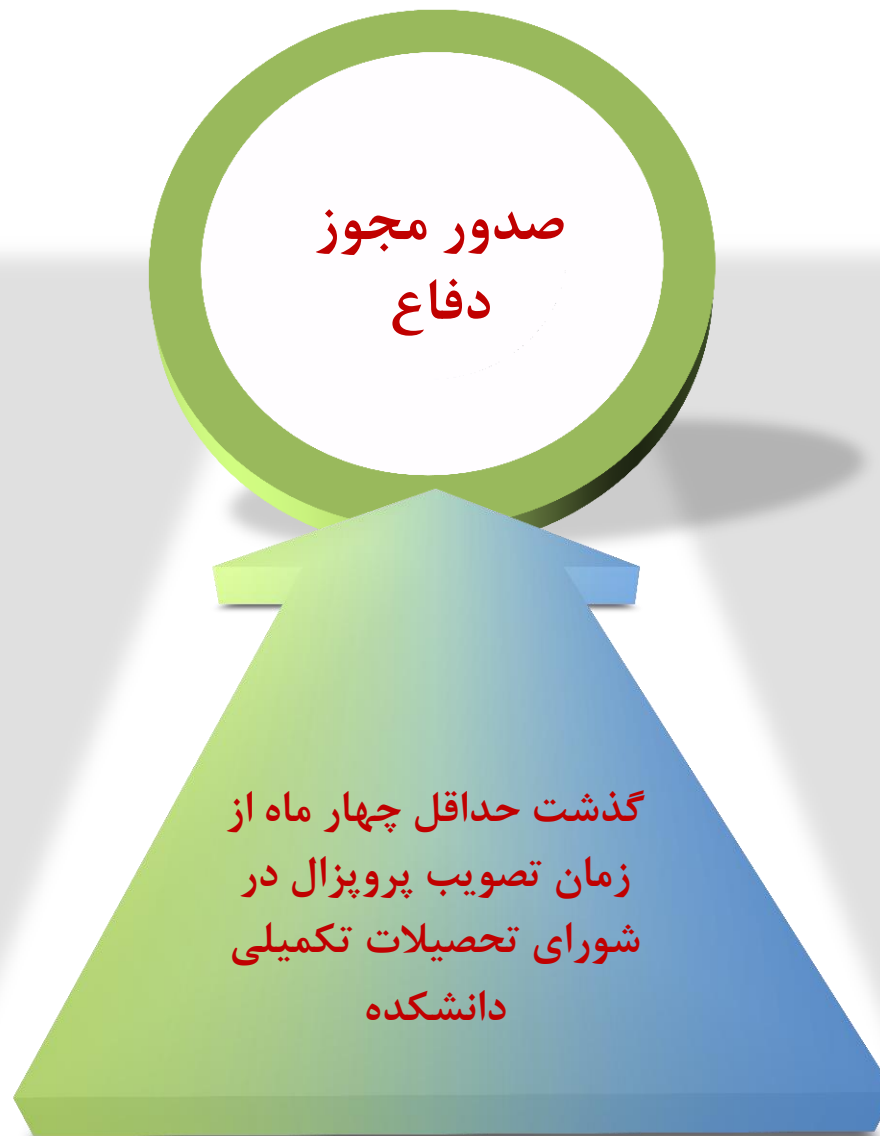 صدور مجوز
دفاع
گذشت حداقل چهار ماه از
زمان تصویب پروپزال در
شورای تحصیلات تکمیلی
دانشکده